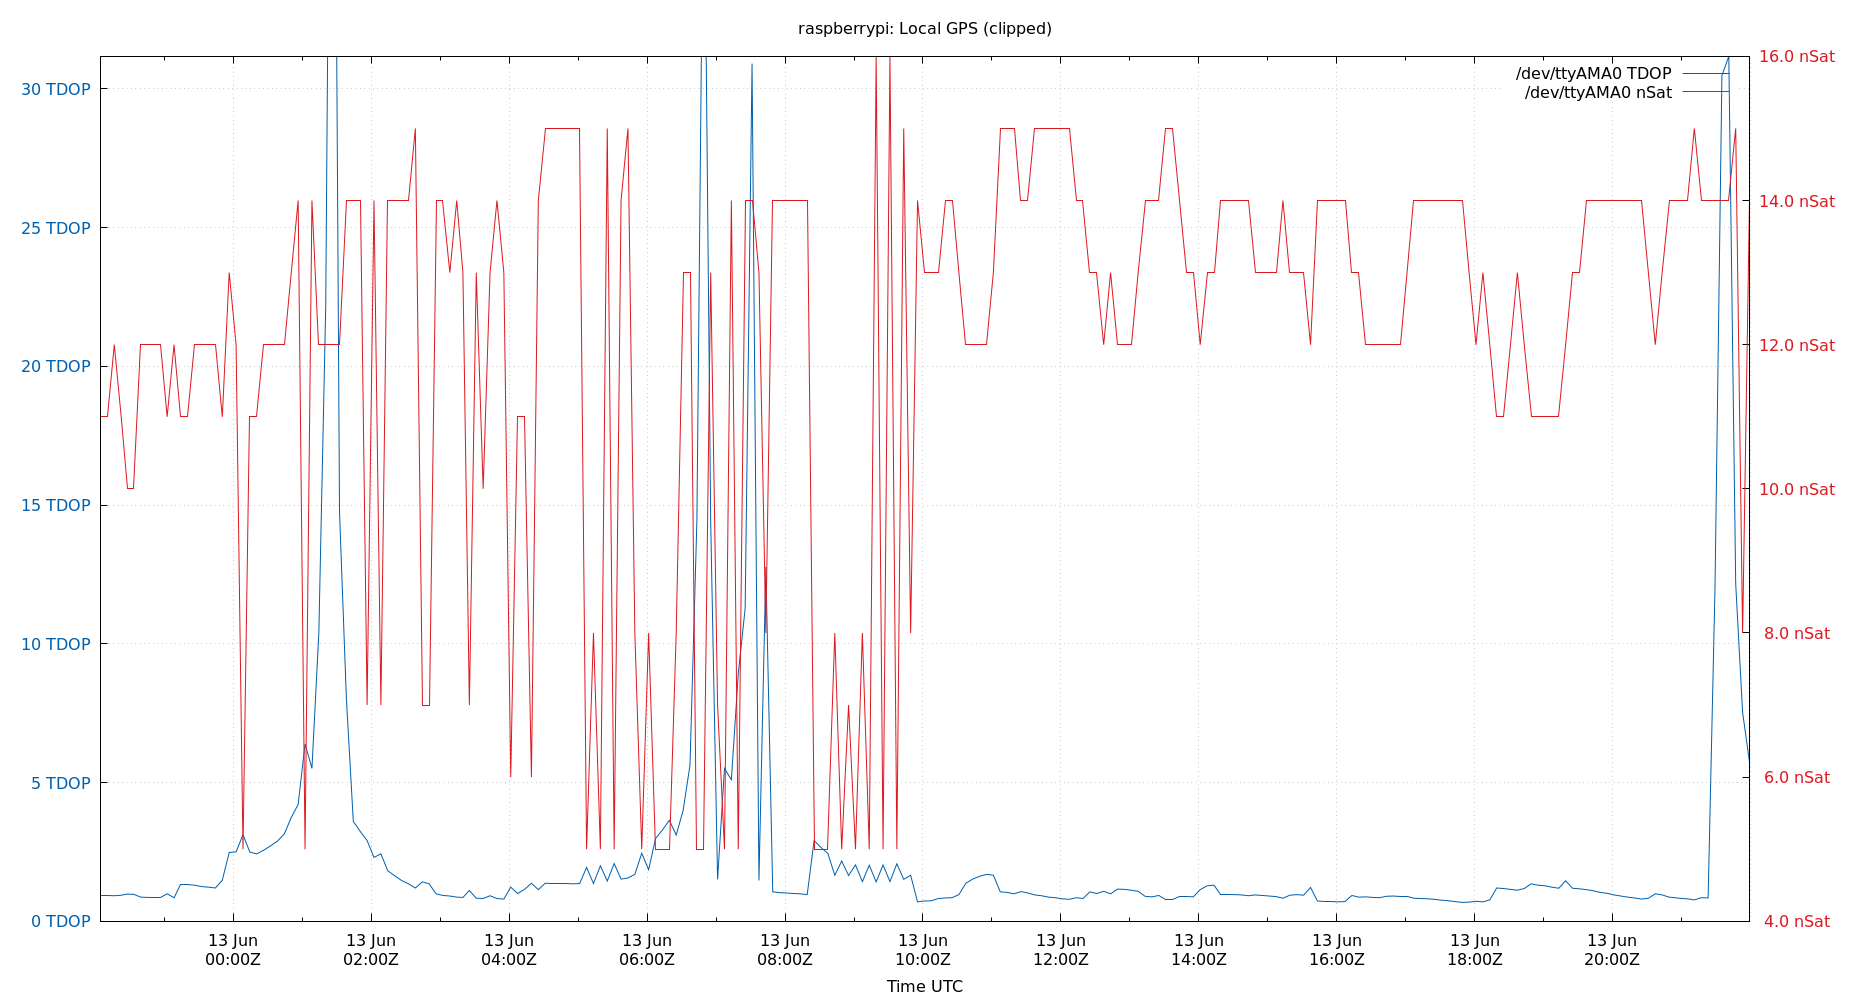 raspberrypi: Local GPS (clipped)
/dev/ttyAMA0 TDOP
/dev/ttyAMA0 nSat
30 TDOP
25 TDOP
20 TDOP
15 TDOP
10 TDOP
5 TDOP
0 TDOP
16.0 nSat
14.0 nSat
12.0 nSat
10.0 nSat
8.0 nSat
6.0 nSat
4.0 nSat
13 Jun 13 Jun 13 Jun 13 Jun 13 Jun 13 Jun 13 Jun 13 Jun 13 Jun 13 Jun 13 Jun
00:00Z 02:00Z 04:00Z 06:00Z 08:00Z 10:00Z 12:00Z 14:00Z 16:00Z 18:00Z 20:00Z
Time UTC